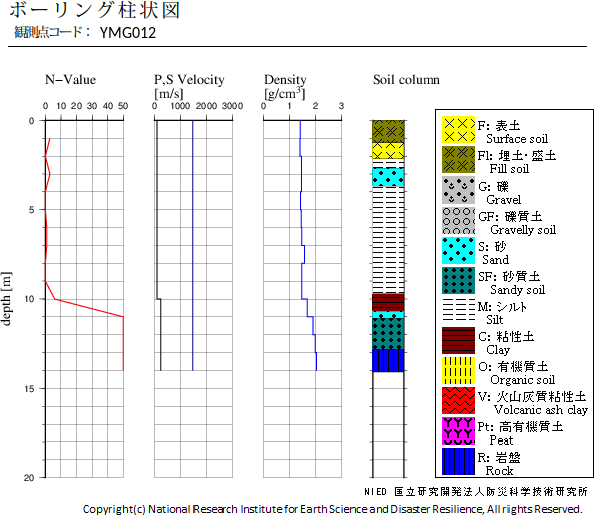 ボーリング柱状図
観測点コード： YMG012
N-Value
P,S Velocity
Density
Soil column
[m/s]
[g/cm³]
0 10 20 30 40 50
0 1000 2000 3000
0 1 2 3
depth [m]
0
5
10
15
20
F: 表土
Surface soil
Fl: 埋土・盛土
Fill soil
G: 礫
Gravel
GF: 礫質土
Gravelly soil
S: 砂
Sand
SF: 砂質土
Sandy soil
M: シルト
Silt
C: 粘性土
Clay
O: 有機質土
Organic soil
V: 火山灰質粘性土
Volcanic ash clay
Pt: 高有機質土
Peat
R: 岩盤
Rock
NIED 国立研究開発法人防災科学技術研究所
Copyright(c) National Research Institute for Earth Science and Disaster Resilience, All rights Reserved.